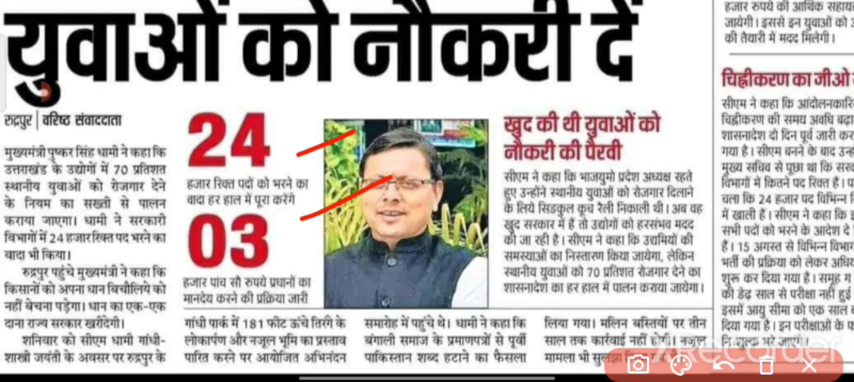 युवाओं को नौकरी दें
रुद्रपुर | वरिष्ठ संवाददाता
मुख्यमंत्री पुष्कर सिंह धामी ने कहा कि
उत्तराखंड के उद्योगों में 70 प्रतिशत
स्थानीय युवाओं को रोजगार देने
के नियम का सख्ती से पालन
कराया जाएगा। धामी ने सरकारी
विभागों में 24 हजार रिक्त पद भरने का
वादा भी किया।
रुद्रपुर पहुंचे मुख्यमंत्री ने कहा कि
किसानों को अपना धान बिचौलिये को
नहीं बेचना पड़ेगा। धान का एक-एक
दाना राज्य सरकार खरीदेगी।
शनिवार को सीएम धामी गांधी-
शास्त्री जयंती के अवसर पर रुद्रपुर के
24
हजार रिक्त पदों को भरने का
वादा हर हाल में पूरा करेंगे
03
हजार पांच सौ रुपये प्रधानों का
मानदेय करने की प्रक्रिया जारी
गांधी पार्क में 181 फीट ऊंचे तिरंगे के
लोकार्पण और नजूल भूमि का प्रस्ताव
पारित करने पर आयोजित अभिनंदन
समारोह में पहुंचे थे। धामी ने कहा कि
बंगाली समाज के प्रमाणपत्रों से पूर्वी
पाकिस्तान शब्द हटाने का फैसला
खुद की थी युवाओं को
नौकरी की पैरवी
सीएम ने कहा कि भाजयुमो प्रदेश अध्यक्ष रहते
हुए उन्होंने स्थानीय युवाओं को रोजगार दिलाने
के लिये सिडकुल कूच रैली निकाली थी। अब वह
खुद सरकार में हैं तो उद्योगों को हरसंभव मदद
की जा रही है। सीएम ने कहा कि उद्यमियों की
समस्याओं का निस्तारण किया जाएगा, लेकिन
स्थानीय युवाओं को 70 प्रतिशत रोजगार देने का
शासनादेश का हर हाल में पालन कराया जाएगा।
लिया गया। मलिन बस्तियों पर तीन
साल तक कार्रवाई नहीं होगी। नजूल
मामला भी
हजार रुपये की आर्थिक
जायेगी। इससे इन युवाओं को
की तैयारी में मदद मिलेगी।
चिह्नीकरण का जीओ
सीएम ने कहा कि
चिह्नीकरण की समय अवधि
शासनादेश दो दिन पूर्व जारी
गया है। सीएम बनने के बाद
मुख्य सचिव से पूछा था कि
विभागों में कितने पद रिक्त हैं।
चला कि 24 हजार पद विभिन्न
में खाली हैं। सीएम ने कहा कि
सभी पदों को भरने के आदेश
हैं। 15 अगस्त से विभिन्न
भर्ती की प्रक्रिया को लेकर
शुरू कर दिया गया है। समूह ग
की डेढ़ साल से परीक्षा नहीं हुई
इसमें आयु सीमा को एक साल
दिया गया है। इन परीक्षाओं के
Recorder